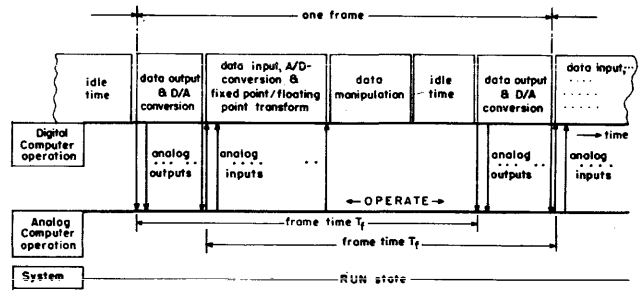 one frame
idle
time
data output
& D/A
conversion
data input, A/D-
conversion &
fixed point/floating
point transform
data
manipulation
idle
time
data output
& D/A
conversion
data input,...
.....
.....
.....
Digital
Computer
operation
analog
.... ....
outputs
analog
.... ....
inputs
..
analog
.... ....
outputs
time
analog
.... ....
inputs
OPERATE
Analog
Computer
operation
frame time Tf
frame time Tf
System
RUN state